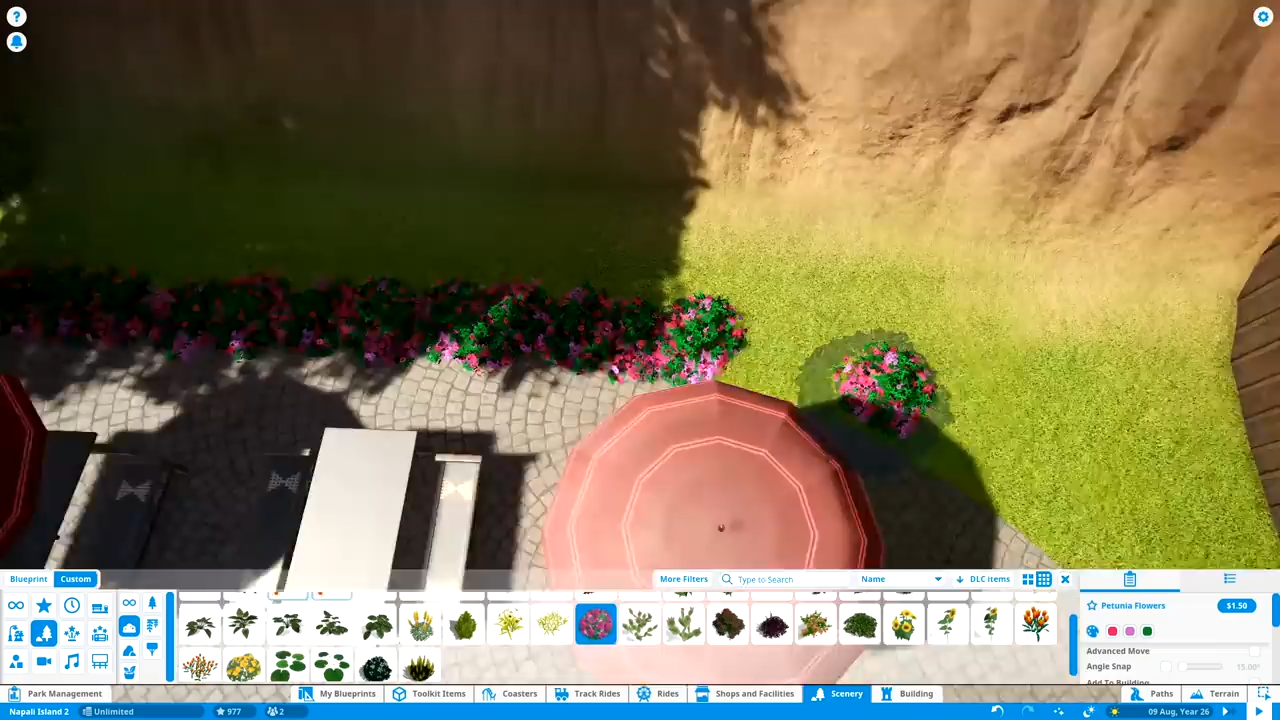 ?
Blueprint
Custom
More Filters
Type to Search
Name
DLC items
Petunia Flowers
$1.50
Advanced Move
Angle Snap
15.00°
Park Management
My Blueprints
Toolkit Items
Coasters
Track Rides
Rides
Shops and Facilities
Scenery
Building
Paths
Terrain
Napali Island 2
Unlimited
977
2
09 Aug, Year 26